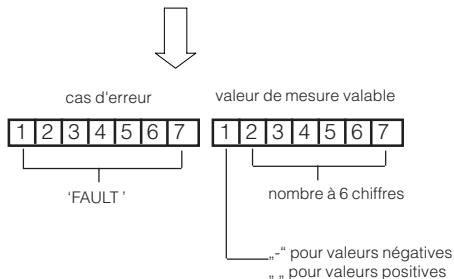 cas d'erreur
valeur de mesure valable
1 2 3 4 5 6 7
1 2 3 4 5 6 7
'FAULT '
nombre à 6 chiffres
„-“ pour valeurs négatives
„ „ pour valeurs positives